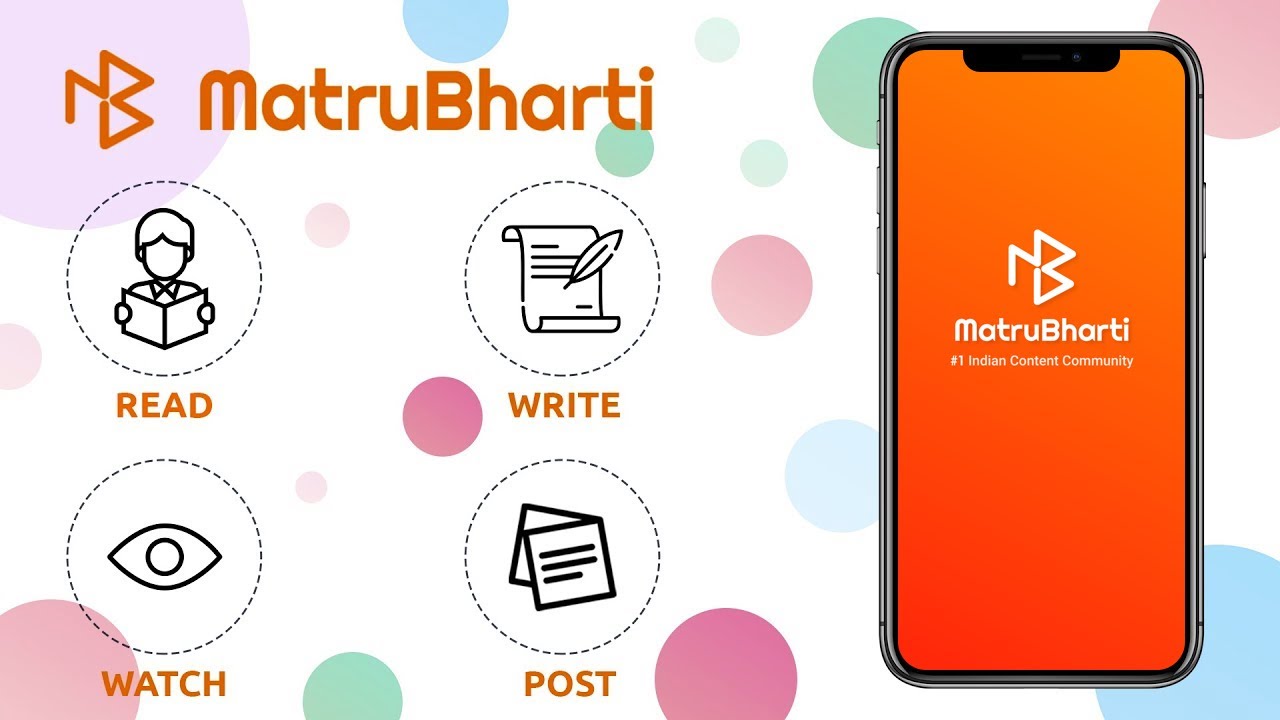 MatruBharti
READ
WRITE
WATCH
POST
MatruBharti
#1 Indian Content Community